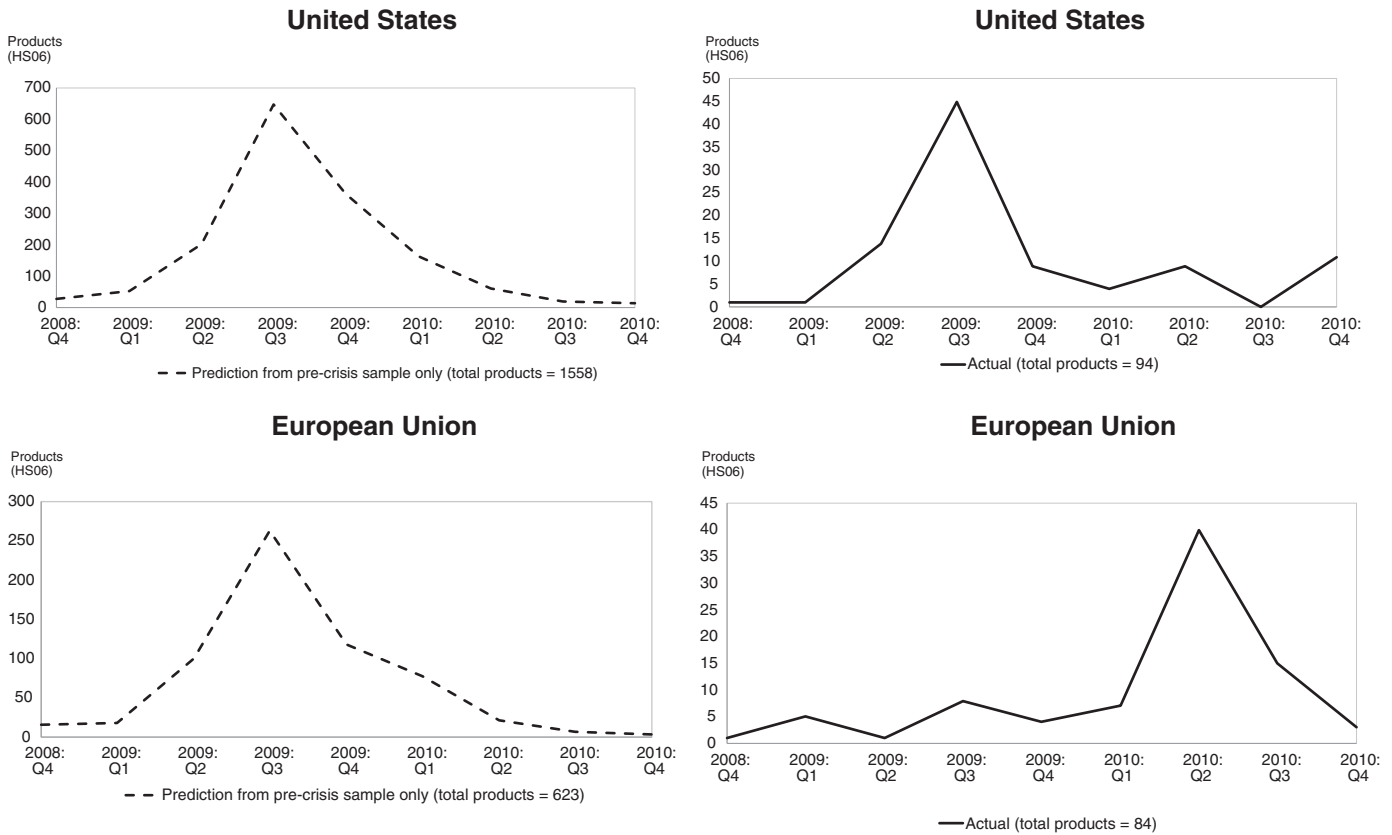 United States
Products
(HS06)
700
600
500
400
300
200
100
0
2008: 2009: 2009: 2009: 2009: 2010: 2010: 2010: 2010:
Q4 Q1 Q2 Q3 Q4 Q1 Q2 Q3 Q4
Prediction from pre-crisis sample only (total products = 1558)
United States
Products
(HS06)
50
45
40
35
30
25
20
15
10
5
0
2008: 2009: 2009: 2009: 2009: 2010: 2010: 2010: 2010:
Q4 Q1 Q2 Q3 Q4 Q1 Q2 Q3 Q4
Actual (total products = 94)
European Union
Products
(HS06)
300
250
200
150
100
50
0
2008: 2009: 2009: 2009: 2009: 2010: 2010: 2010: 2010:
Q4 Q1 Q2 Q3 Q4 Q1 Q2 Q3 Q4
Prediction from pre-crisis sample only (total products = 623)
European Union
Products
(HS06)
45
40
35
30
25
20
15
10
5
0
2008: 2009: 2009: 2009: 2009: 2010: 2010: 2010: 2010:
Q4 Q1 Q2 Q3 Q4 Q1 Q2 Q3 Q4
Actual (total products = 84)